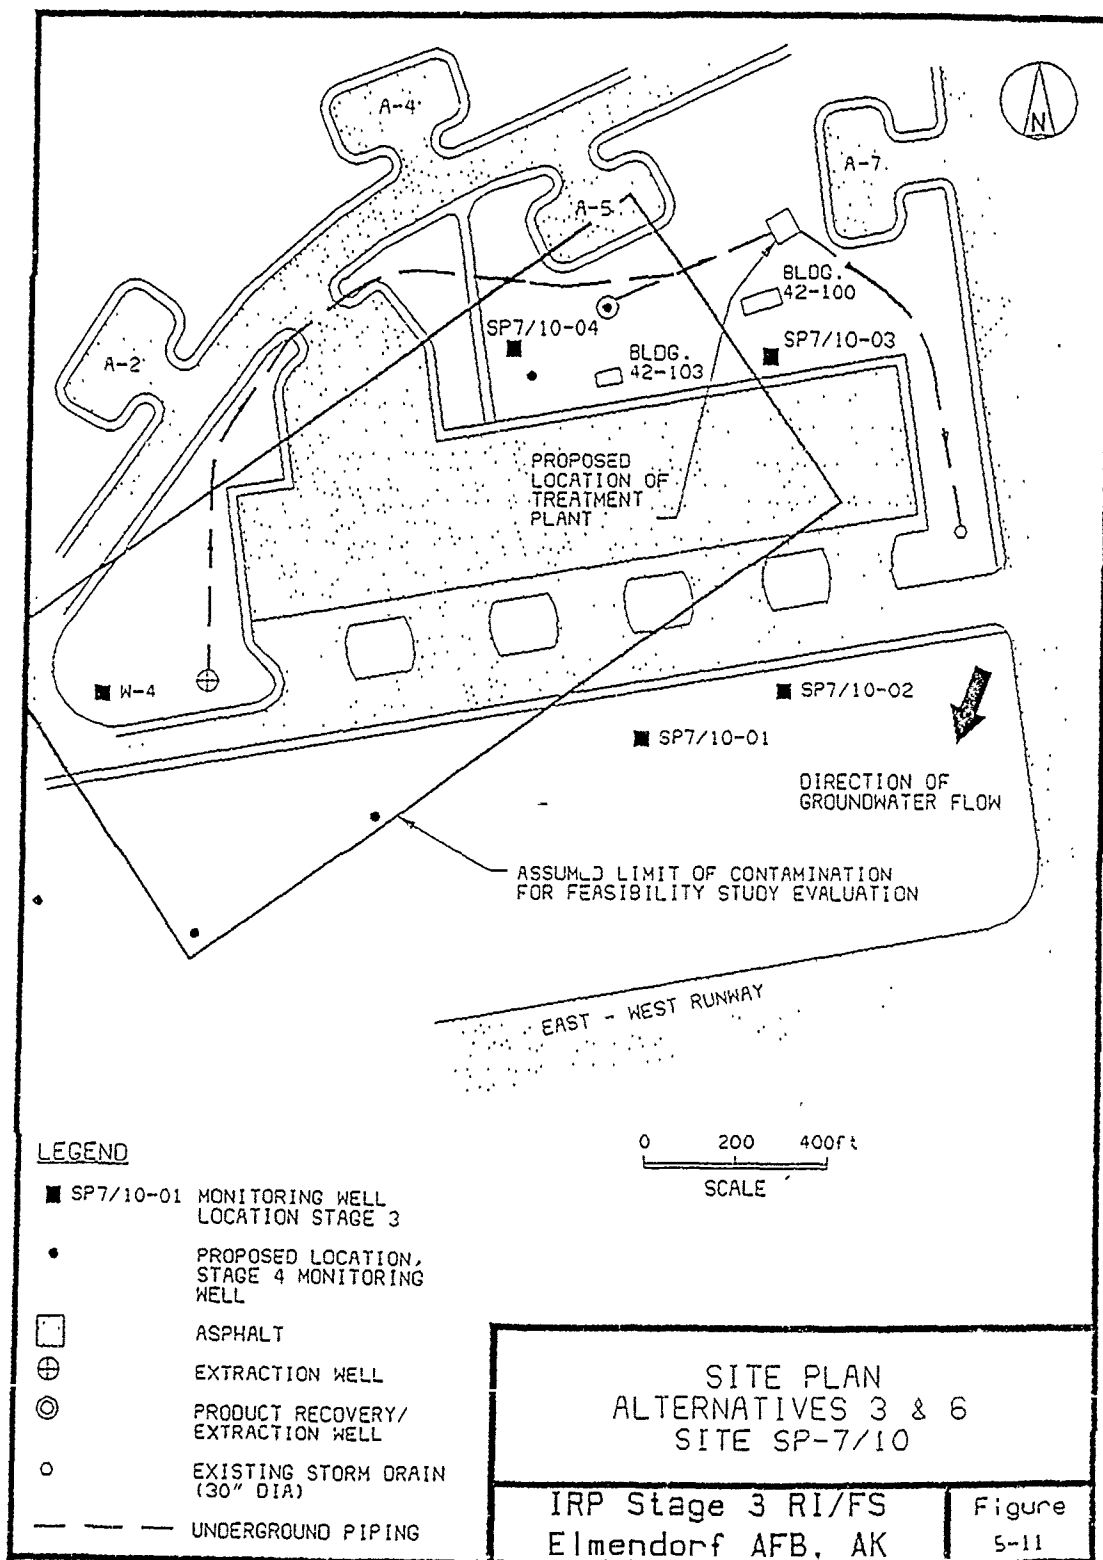 A-4
N
A-7
A-5
BLDG.
42-100
SP7/10-04
SP7/10-03
A-2
BLDG.
42-103
PROPOSED
LOCATION OF
TREATMENT
PLANT
W-4
SP7/10-02
SP7/10-01
DIRECTION OF
GROUNDWATER FLOW
ASSUMED LIMIT OF CONTAMINATION
FOR FEASIBILITY STUDY EVALUATION
EAST - WEST RUNWAY
0 200 400ft
SCALE
LEGEND
SP7/10-01 MONITORING WELL
LOCATION STAGE 3
PROPOSED LOCATION,
STAGE 4 MONITORING
WELL
ASPHALT
EXTRACTION WELL
PRODUCT RECOVERY/
EXTRACTION WELL
EXISTING STORM DRAIN
(30" DIA)
UNDERGROUND PIPING
SITE PLAN
ALTERNATIVES 3 & 6
SITE SP-7/10
IRP Stage 3 RI/FS
Elmendorf AFB, AK
Figure
5-11